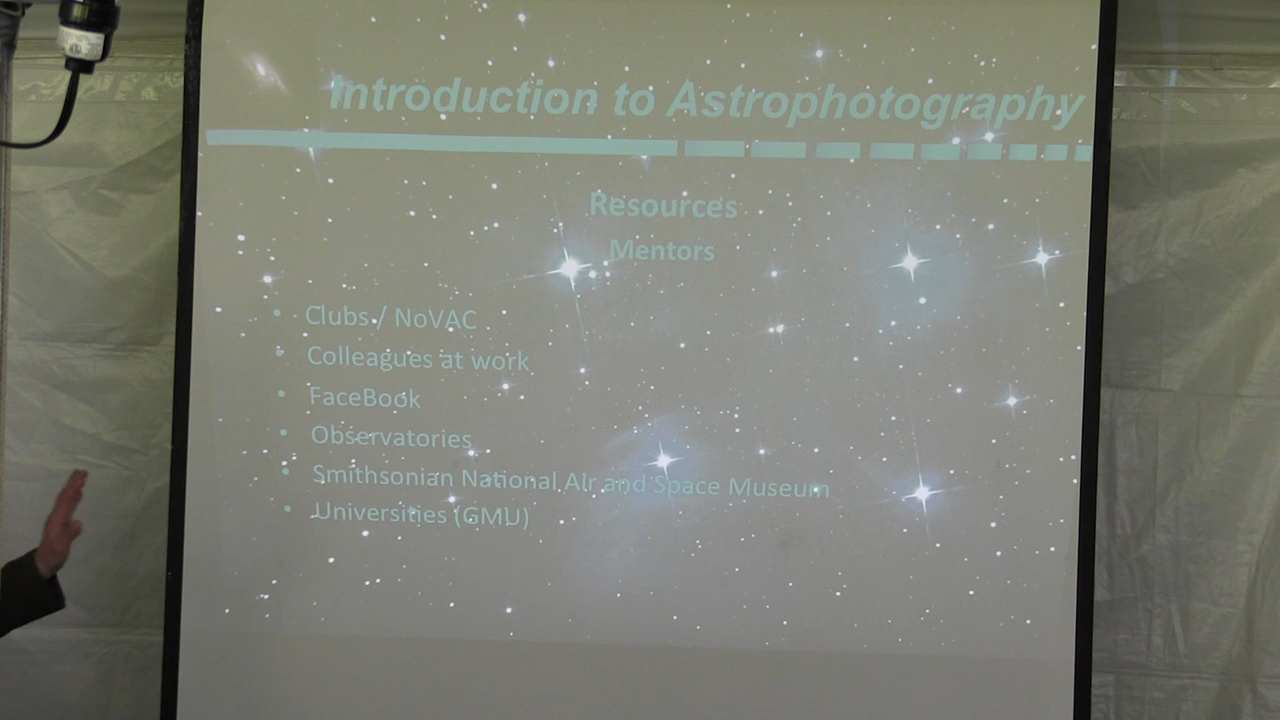 Introduction to Astrophotography
Resources
Mentors
• Clubs / NoVAC
• Colleagues at work
• FaceBook
• Observatories
• Smithsonian National AIr and Space Museum
• Universities (GMU)